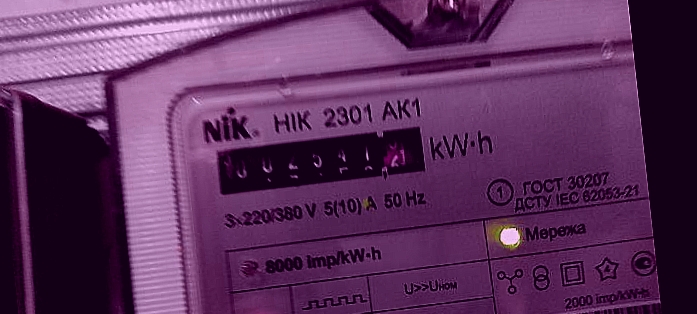 NiK. НІК 2301 АК1
kW·h
3×220/380 V 5(10) A 50 Hz
1 ГОСТ 30207
ДСТУ IEC 62053-21
Мережа
8000 imp/kW·h
U>>Uном
2000 imp/kW·h